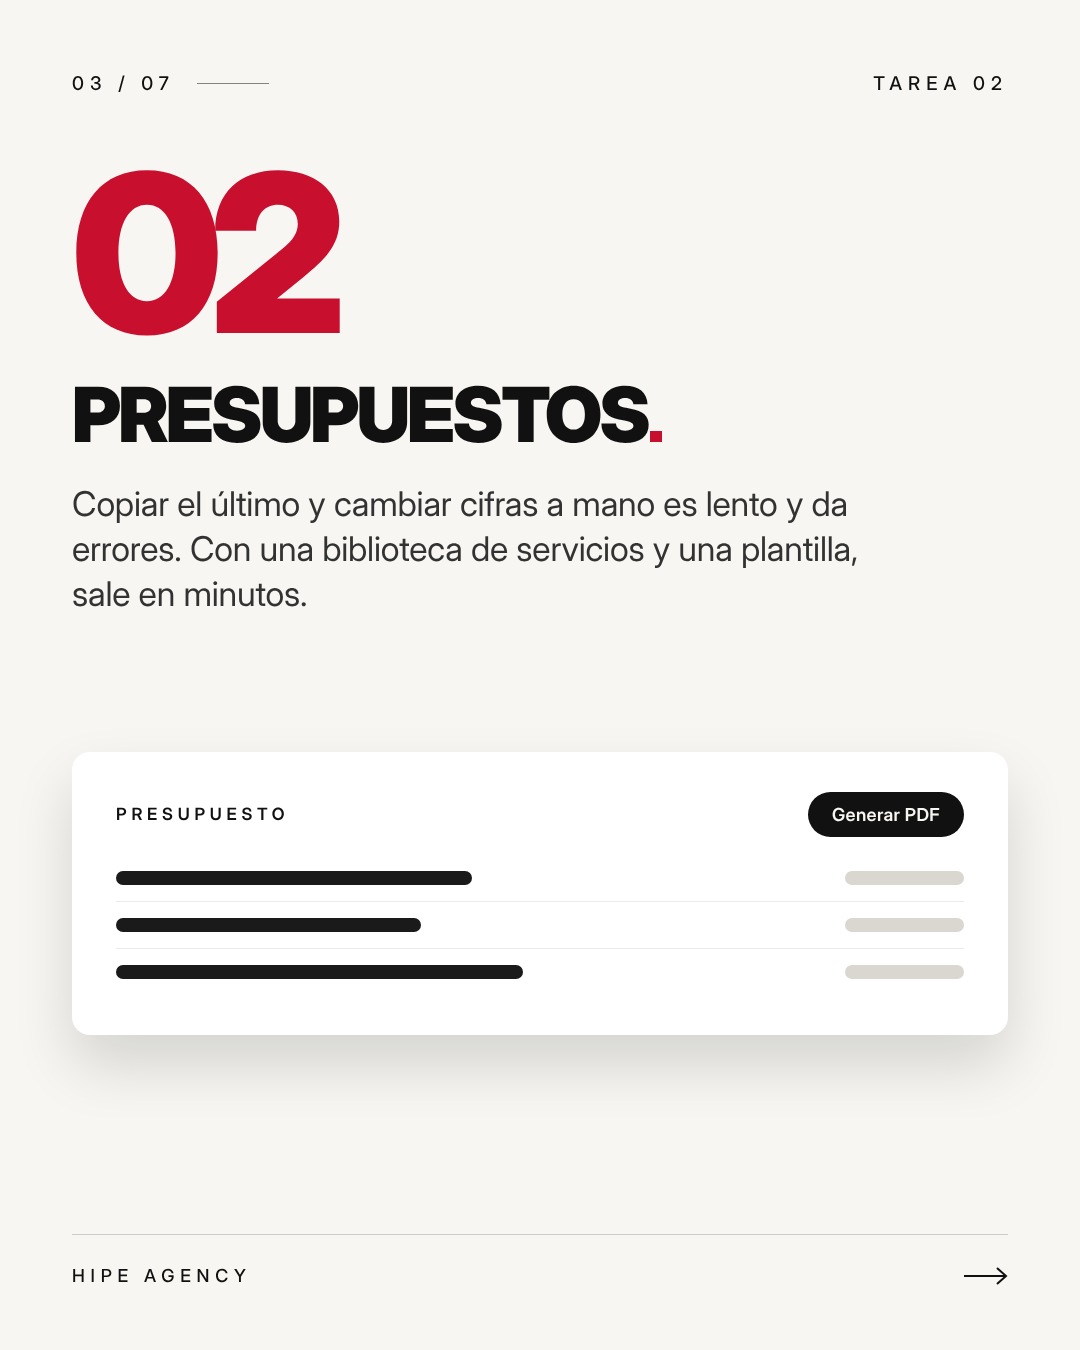 03 / 07
TAREA 02
02
PRESUPUESTOS.
Copiar el último y cambiar cifras a mano es lento y da
errores. Con una biblioteca de servicios y una plantilla,
sale en minutos.
PRESUPUESTO
Generar PDF
HIPE AGENCY